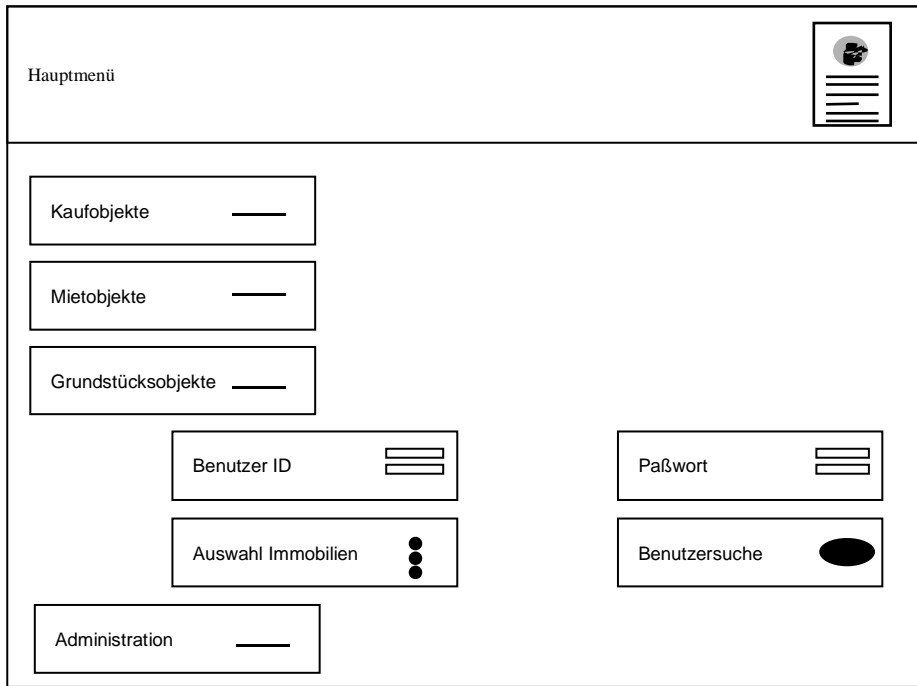 Hauptmenü
Kaufobjekte
Mietobjekte
Grundstücksobjekte
Benutzer ID
Paßwort
Auswahl Immobilien
Benutzersuche
Administration